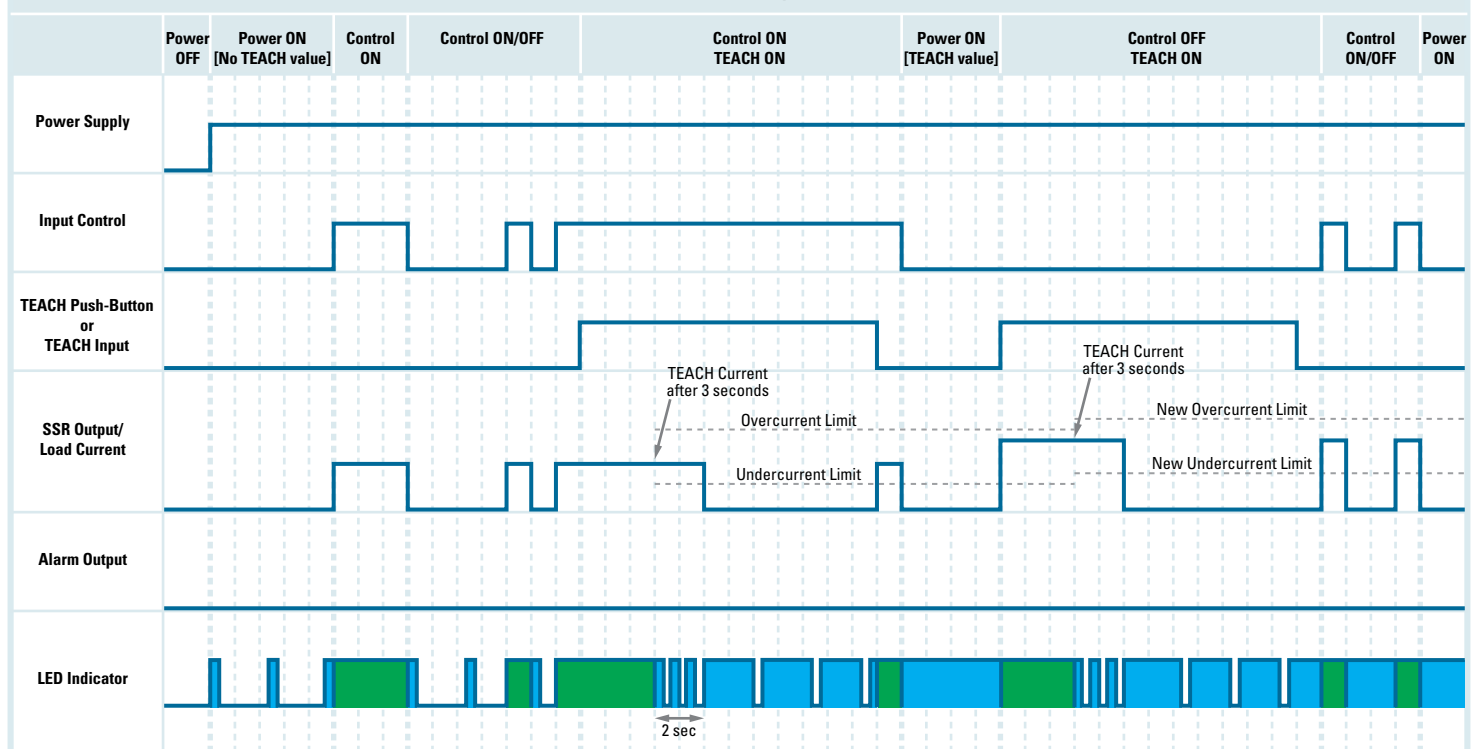 Power
OFF
Power ON
[No TEACH value]
Control
ON
Control ON/OFF
Control ON
TEACH ON
Power ON
[TEACH value]
Control OFF
TEACH ON
Control
ON/OFF
Power
ON
Power Supply
Input Control
TEACH Push-Button
or
TEACH Input
TEACH Current
after 3 seconds
TEACH Current
after 3 seconds
SSR Output/
Load Current
Overcurrent Limit
New Overcurrent Limit
Undercurrent Limit
New Undercurrent Limit
Alarm Output
LED Indicator
2 sec